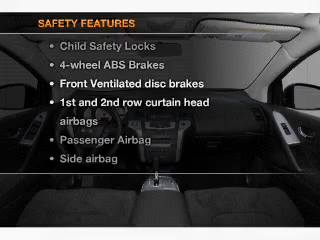 SAFETY FEATURES
• Child Safety Locks
• 4-wheel ABS Brakes
• Front Ventilated disc brakes
• 1st and 2nd row curtain head
airbags
• Passenger Airbag
• Side airbag